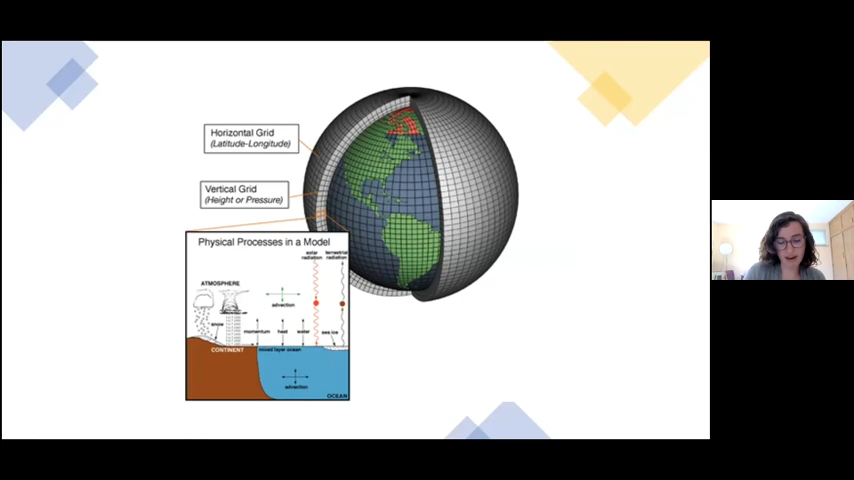 Horizontal Grid
(Latitude-Longitude)
Vertical Grid
(Height or Pressure)
Physical Processes in a Model
solar
radiation
terrestrial
radiation
ATMOSPHERE
advection
snow
momentum heat water sea ice
CONTINENT
mixed layer ocean
advection
OCEAN